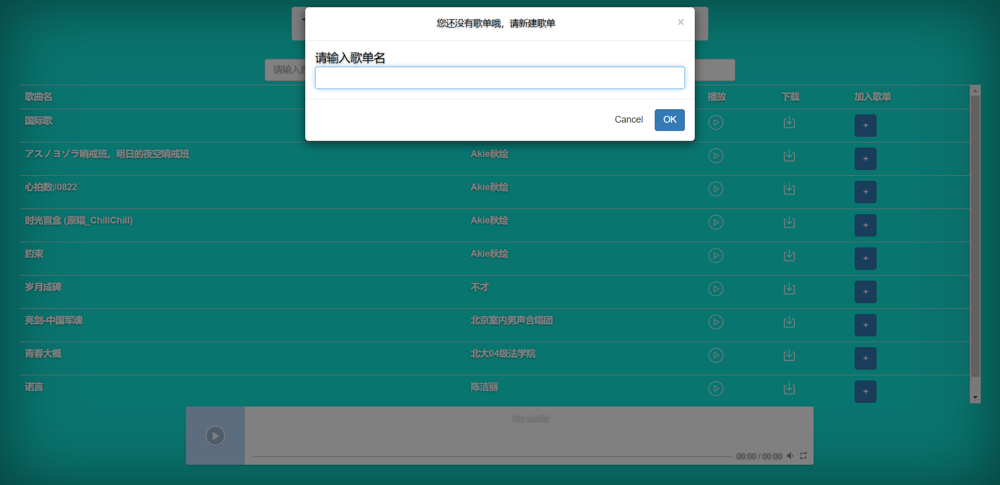 您还没有歌单哦，请新建歌单
×
请输入歌单名
请输入
Cancel OK
歌曲名 播放 下载 加入歌单
国际歌 +
アスノヨゾラ哨戒班。明日的夜空哨戒班 Akie秋绘 +
心拍数♯0822 Akie秋绘 +
时光盲盒 (原唱_ChiliChill) Akie秋绘 +
約束 Akie秋绘 +
岁月成碑 不才 +
亮剑-中国军魂 北京室内男声合唱团 +
青春大概 北大04级法学院 +
诺言 陈洁丽 +
No audio
00:00 / 00:00